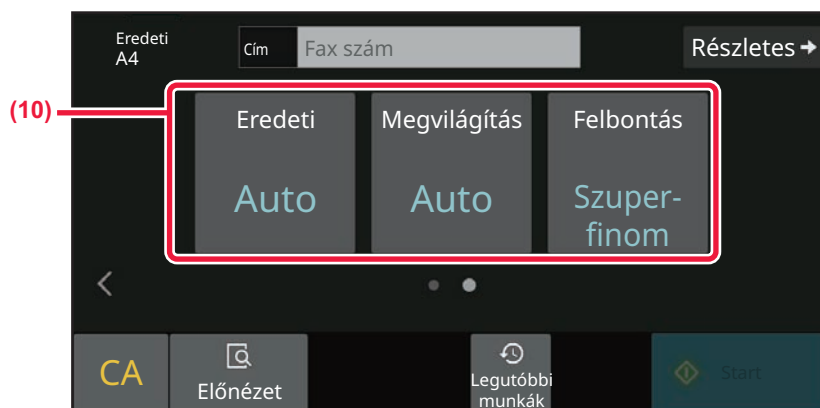 Eredeti
A4
Cím
Fax szám
Részletes
(10)
Eredeti
Megvilágítás
Felbontás
Auto
Auto
Szuper-
finom
CA
Előnézet
Legutóbbi
munkák
Start